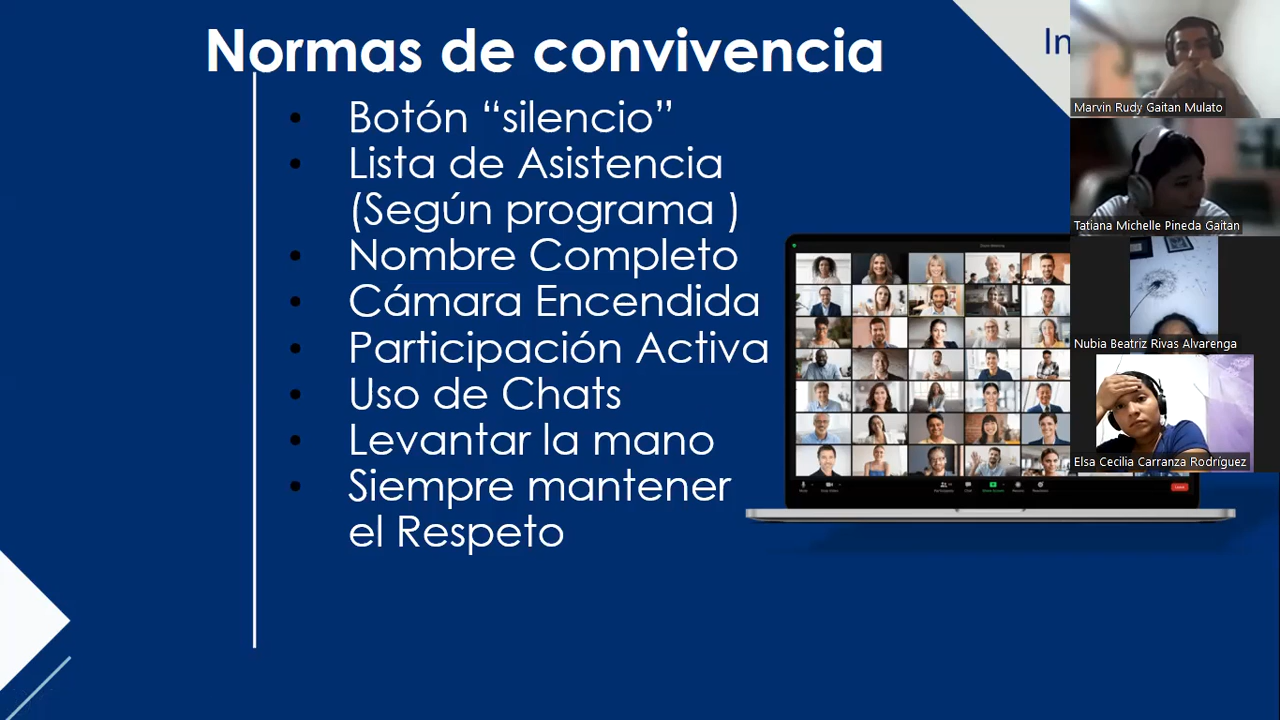 Normas de convivencia
In
• Botón “silencio”
• Lista de Asistencia
(Según programa )
• Nombre Completo
• Cámara Encendida
• Participación Activa
• Uso de Chats
• Levantar la mano
• Siempre mantener
el Respeto
Marvin Rudy Gaitan Mulato
Tatiana Michelle Pineda Gaitan
Nubia Beatriz Rivas Alvarenga
Elsa Cecilia Carranza Rodríguez